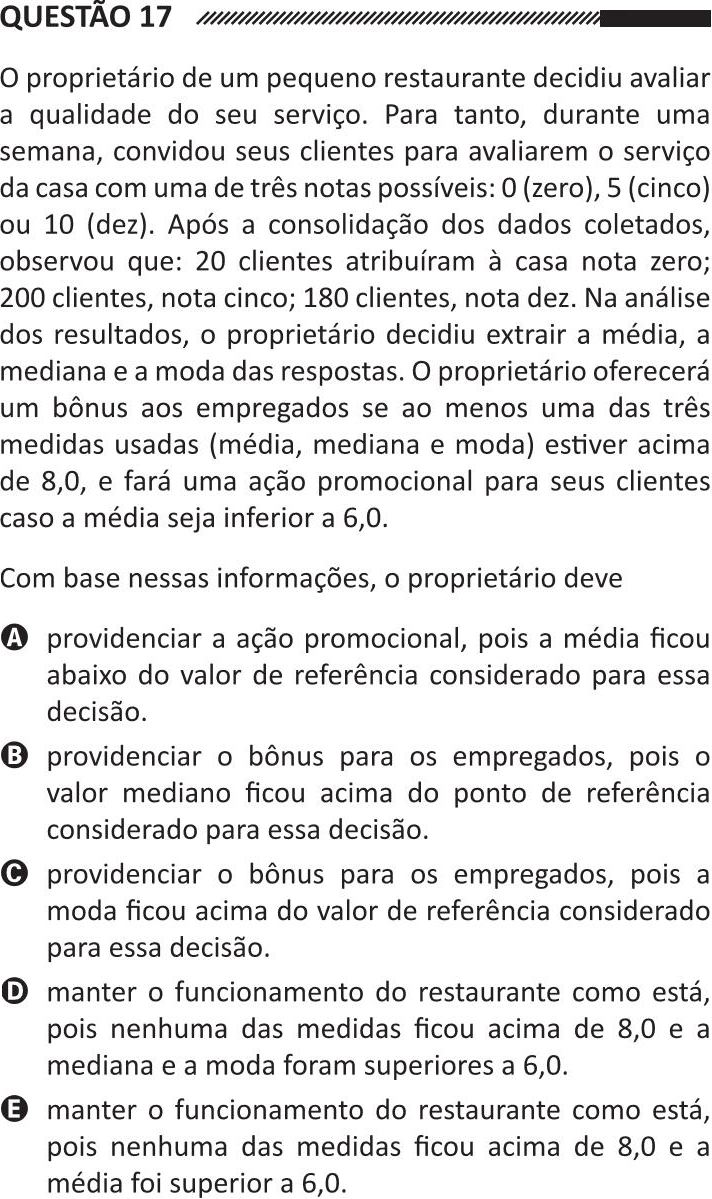 QUESTÃO 17
O proprietário de um pequeno restaurante decidiu avaliar
a qualidade do seu serviço. Para tanto, durante uma
semana, convidou seus clientes para avaliarem o serviço
da casa com uma de três notas possíveis: 0 (zero), 5 (cinco)
ou 10 (dez). Após a consolidação dos dados coletados,
observou que: 20 clientes atribuíram à casa nota zero;
200 clientes, nota cinco; 180 clientes, nota dez. Na análise
dos resultados, o proprietário decidiu extrair a média, a
mediana e a moda das respostas. O proprietário oferecerá
um bônus aos empregados se ao menos uma das três
medidas usadas (média, mediana e moda) estiver acima
de 8,0, e fará uma ação promocional para seus clientes
caso a média seja inferior a 6,0.
Com base nessas informações, o proprietário deve
A providenciar a ação promocional, pois a média ficou
abaixo do valor de referência considerado para essa
decisão.
B providenciar o bônus para os empregados, pois o
valor mediano ficou acima do ponto de referência
considerado para essa decisão.
C providenciar o bônus para os empregados, pois a
moda ficou acima do valor de referência considerado
para essa decisão.
D manter o funcionamento do restaurante como está,
pois nenhuma das medidas ficou acima de 8,0 e a
mediana e a moda foram superiores a 6,0.
E manter o funcionamento do restaurante como está,
pois nenhuma das medidas ficou acima de 8,0 e a
média foi superior a 6,0.